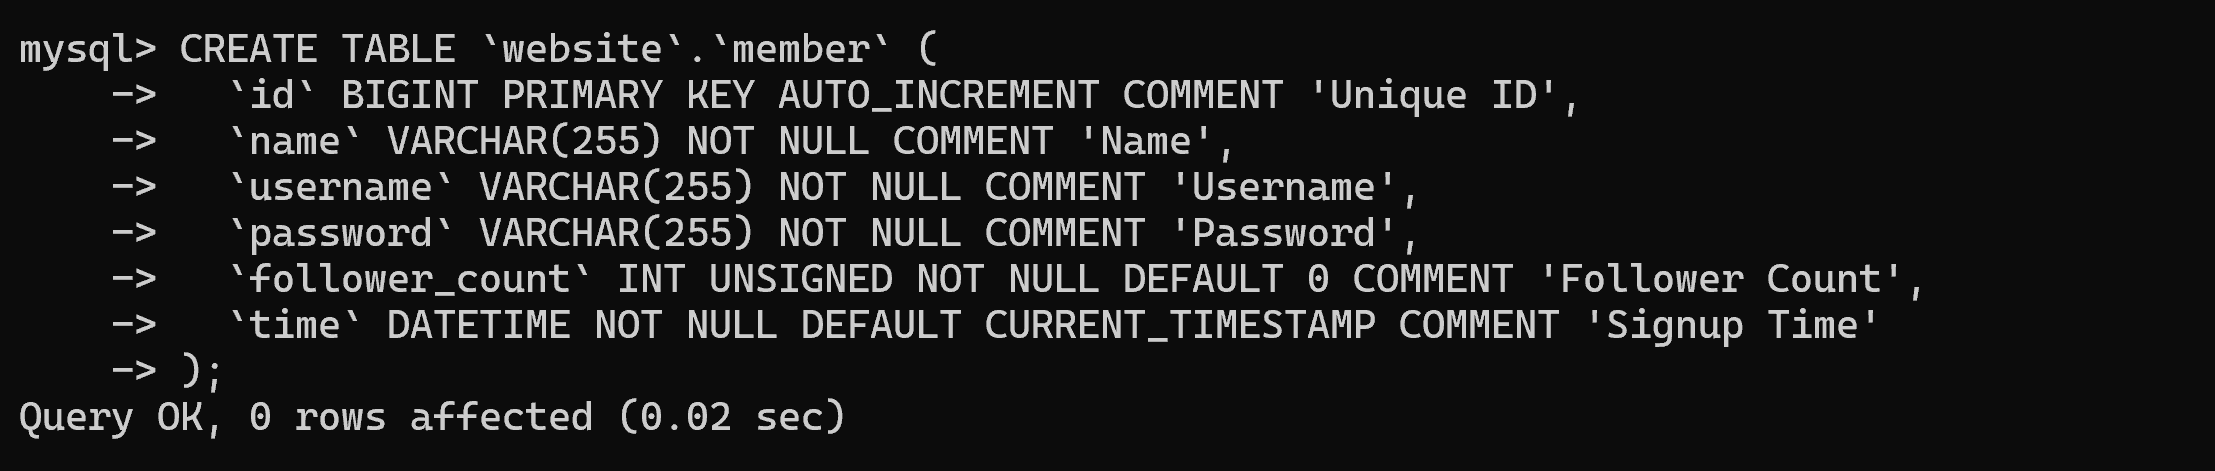 mysql> CREATE TABLE `website`.`member` (
    ->   `id` BIGINT PRIMARY KEY AUTO_INCREMENT COMMENT 'Unique ID',
    ->   `name` VARCHAR(255) NOT NULL COMMENT 'Name',
    ->   `username` VARCHAR(255) NOT NULL COMMENT 'Username',
    ->   `password` VARCHAR(255) NOT NULL COMMENT 'Password',
    ->   `follower_count` INT UNSIGNED NOT NULL DEFAULT 0 COMMENT 'Follower Count',
    ->   `time` DATETIME NOT NULL DEFAULT CURRENT_TIMESTAMP COMMENT 'Signup Time'
    -> );
Query OK, 0 rows affected (0.02 sec)